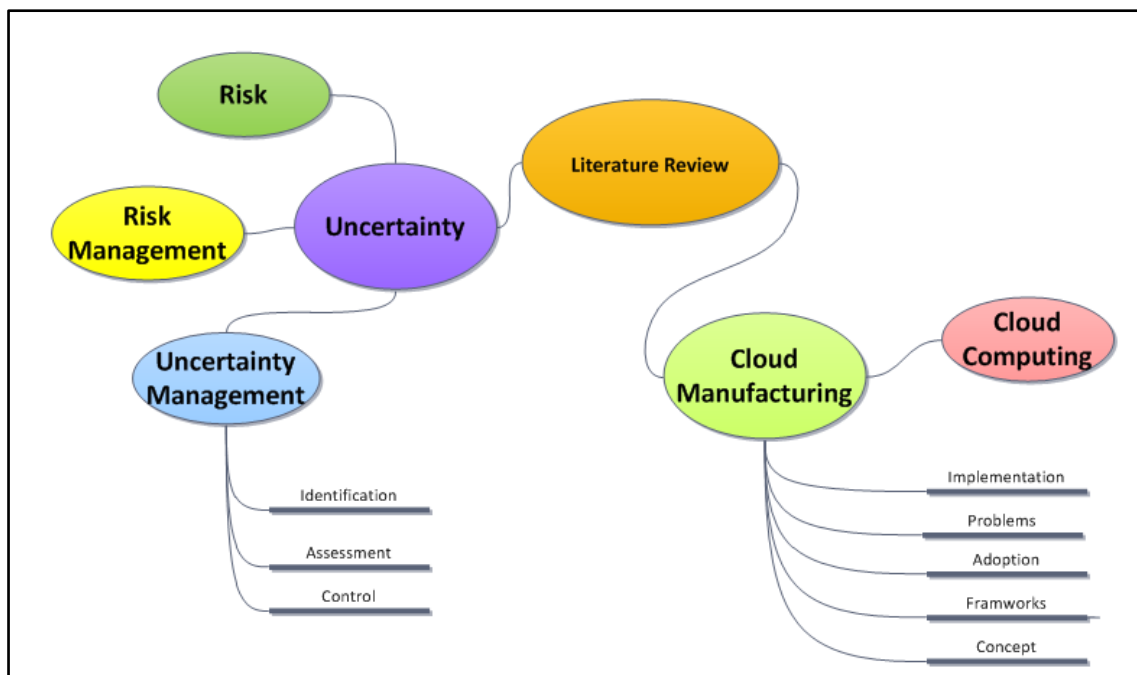 Risk
Literature Review
Risk
Management
Uncertainty
Uncertainty
Management
Identification
Assessment
Control
Cloud
Manufacturing
Cloud
Computing
Implementation
Problems
Adoption
Framworks
Concept